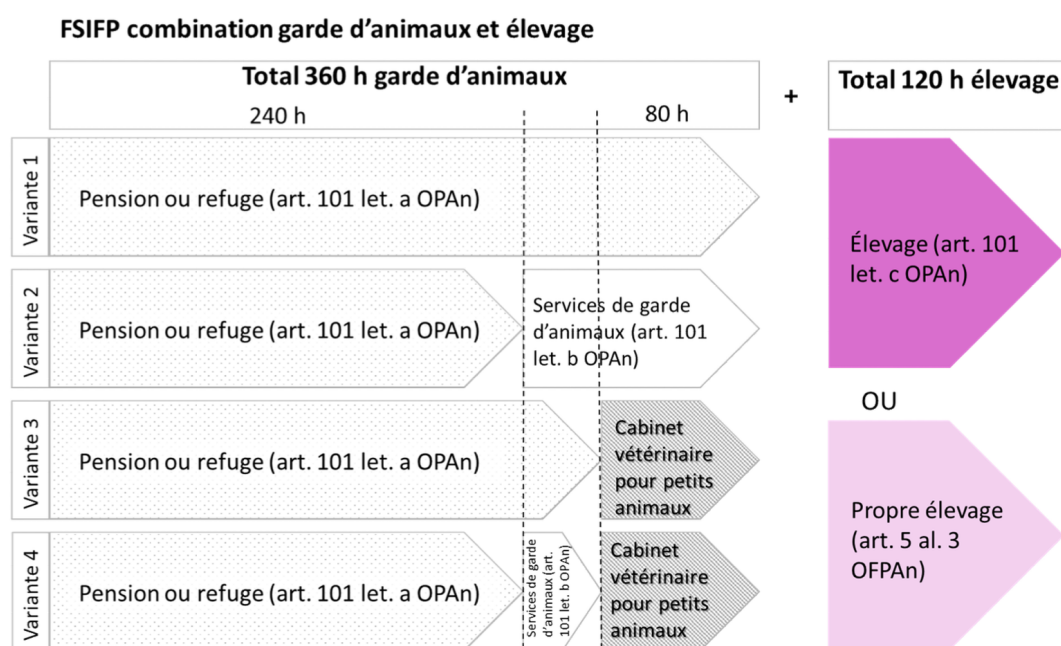 FSIFP combination garde d’animaux et élevage
Total 360 h garde d’animaux
240 h
80 h
+
Total 120 h élevage
Variante 1
Pension ou refuge (art. 101 let. a OPAn)
Variante 2
Pension ou refuge (art. 101 let. a OPAn)
Services de garde
d’animaux (art. 101
let. b OPAn)
Variante 3
Pension ou refuge (art. 101 let. a OPAn)
Cabinet
vétérinaire
pour petits
animaux
Variante 4
Pension ou refuge (art. 101 let. a OPAn)
Services de garde
d’animaux (art.
101 let. b OPAn)
Cabinet
vétérinaire
pour petits
animaux
Élevage (art. 101
let. c OPAn)
OU
Propre élevage
(art. 5 al. 3
OFPAn)